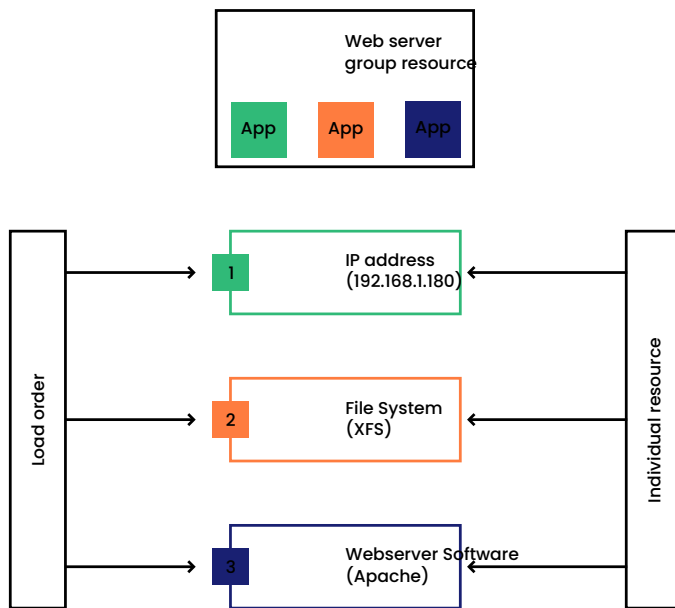 Web server
group resource
App
App
App
Load order
1
IP address
(192.168.1.180)
2
File System
(XFS)
3
Webserver Software
(Apache)
Individual resource